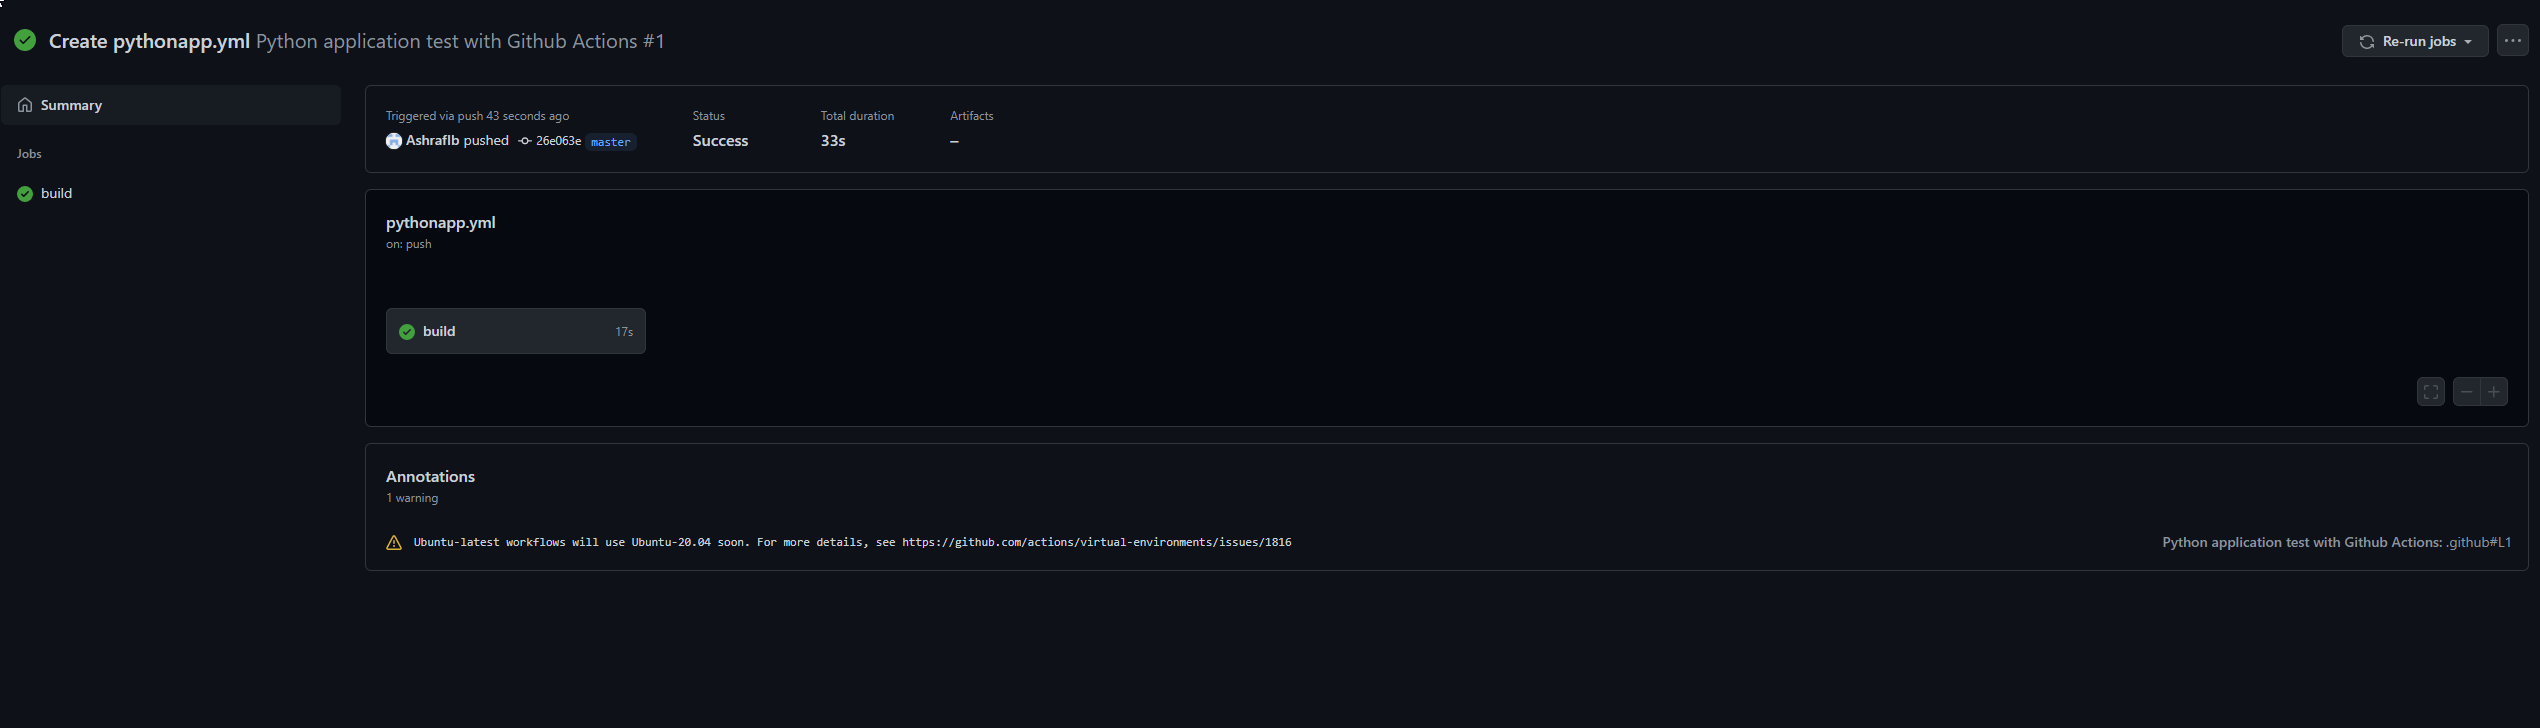 Create pythonapp.yml Python application test with Github Actions #1
Re-run jobs
Summary
Jobs
build
Triggered via push 43 seconds ago
Ashraflb pushed 26e063e master
Status
Success
Total duration
33s
Artifacts
–
pythonapp.yml
on: push
build 17s
Annotations
1 warning
Ubuntu-latest workflows will use Ubuntu-20.04 soon. For more details, see https://github.com/actions/virtual-environments/issues/1816
Python application test with Github Actions: .github#L1